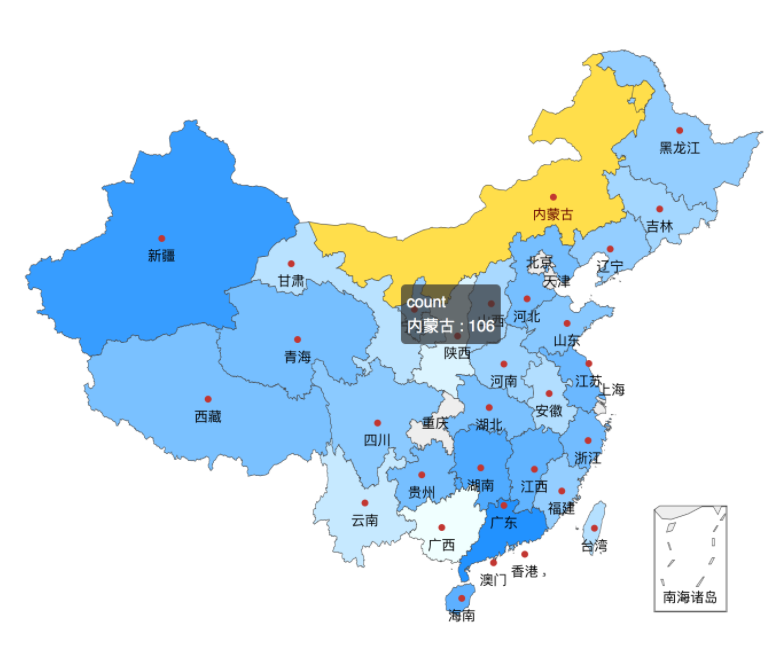 黑龙江
内蒙古
吉林
新疆
北京
辽宁
甘肃
天津
count
内蒙古 : 106
山西
河北
山东
陕西
青海
河南
江苏
上海
西藏
安徽
重庆
湖北
四川
浙江
贵州
湖南
江西
福建
云南
广东
广西
台湾
香港
澳门
海南
南海诸岛